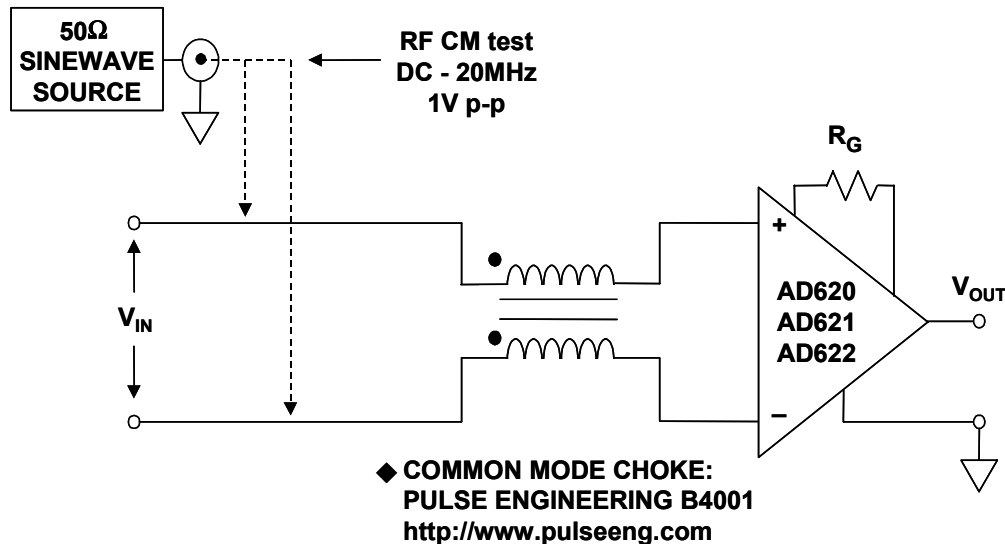 50Ω
SINEWAVE
SOURCE
RF CM test
DC - 20MHz
1V p-p
R_G
+
AD620
AD621
AD622
−
V_IN
V_OUT
◆ COMMON MODE CHOKE:
PULSE ENGINEERING B4001
http://www.pulseeng.com